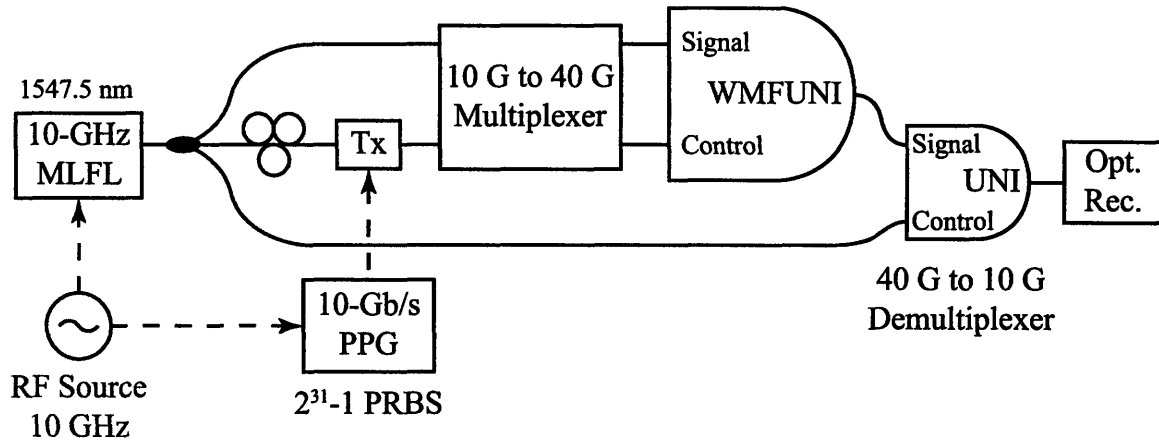 1547.5 nm
10-GHz
MLFL
Tx
10 G to 40 G
Multiplexer
Signal
WMFUNI
Control
Signal
UNI
Control
Opt.
Rec.
40 G to 10 G
Demultiplexer
10-Gb/s
PPG
2³¹-1 PRBS
RF Source
10 GHz